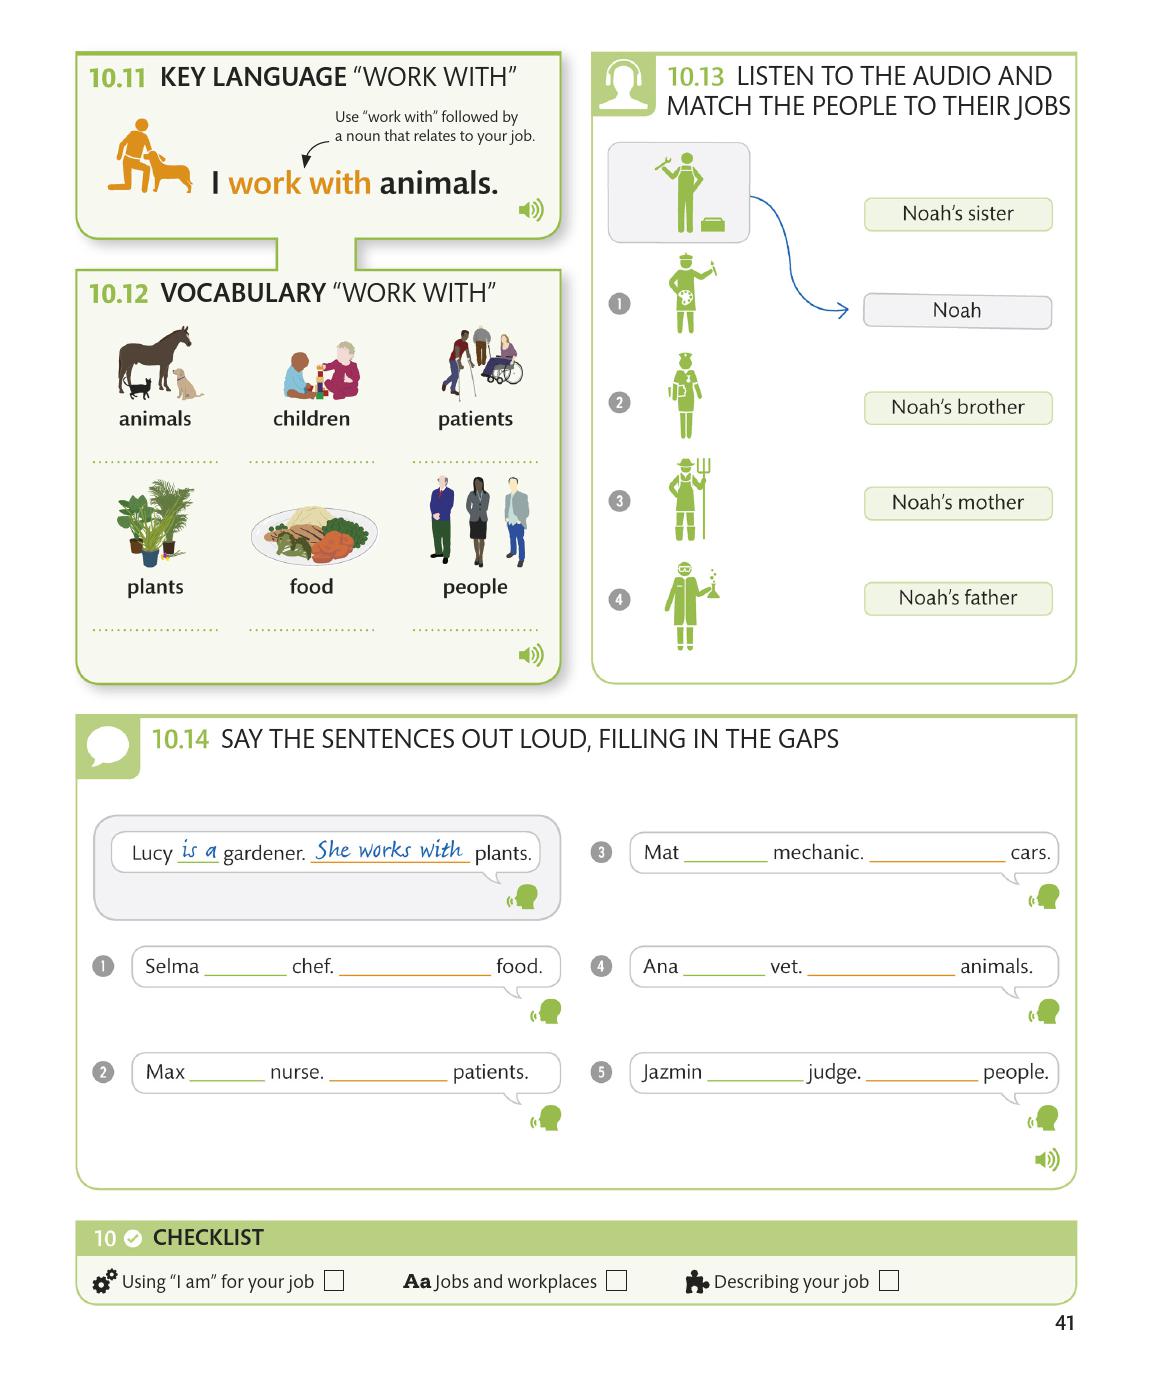 10.11 KEY LANGUAGE “WORK WITH”
Use “work with” followed by
a noun that relates to your job.
I work with animals.
10.12 VOCABULARY “WORK WITH”
animals children patients
plants food people
10.13 LISTEN TO THE AUDIO AND
MATCH THE PEOPLE TO THEIR JOBS
Noah’s sister
1 Noah
2 Noah’s brother
3 Noah’s mother
4 Noah’s father
10.14 SAY THE SENTENCES OUT LOUD, FILLING IN THE GAPS
Lucy is a gardener. She works with plants.
1 Selma ________ chef. ________ food.
2 Max ________ nurse. ________ patients.
3 Mat ________ mechanic. ________ cars.
4 Ana ________ vet. ________ animals.
5 Jazmin ________ judge. ________ people.
10 CHECKLIST
Using “I am” for your job Aa Jobs and workplaces Describing your job
41